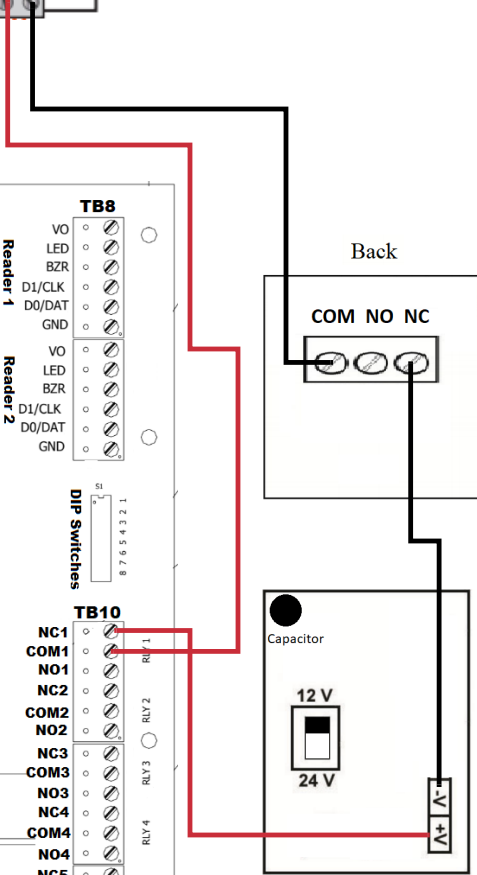 TB8
VO
LED
BZR
D1/CLK
D0/DAT
GND
Reader 1
VO
LED
BZR
D1/CLK
D0/DAT
GND
Reader 2
S1
DIP Switches
8 7 6 5 4 3 2 1
TB10
NC1
COM1
NO1
RLY 1
NC2
COM2
NO2
RLY 2
NC3
COM3
NO3
RLY 3
NC4
COM4
NO4
RLY 4
NC5
Back
COM NO NC
Capacitor
12 V
24 V
-V
+V